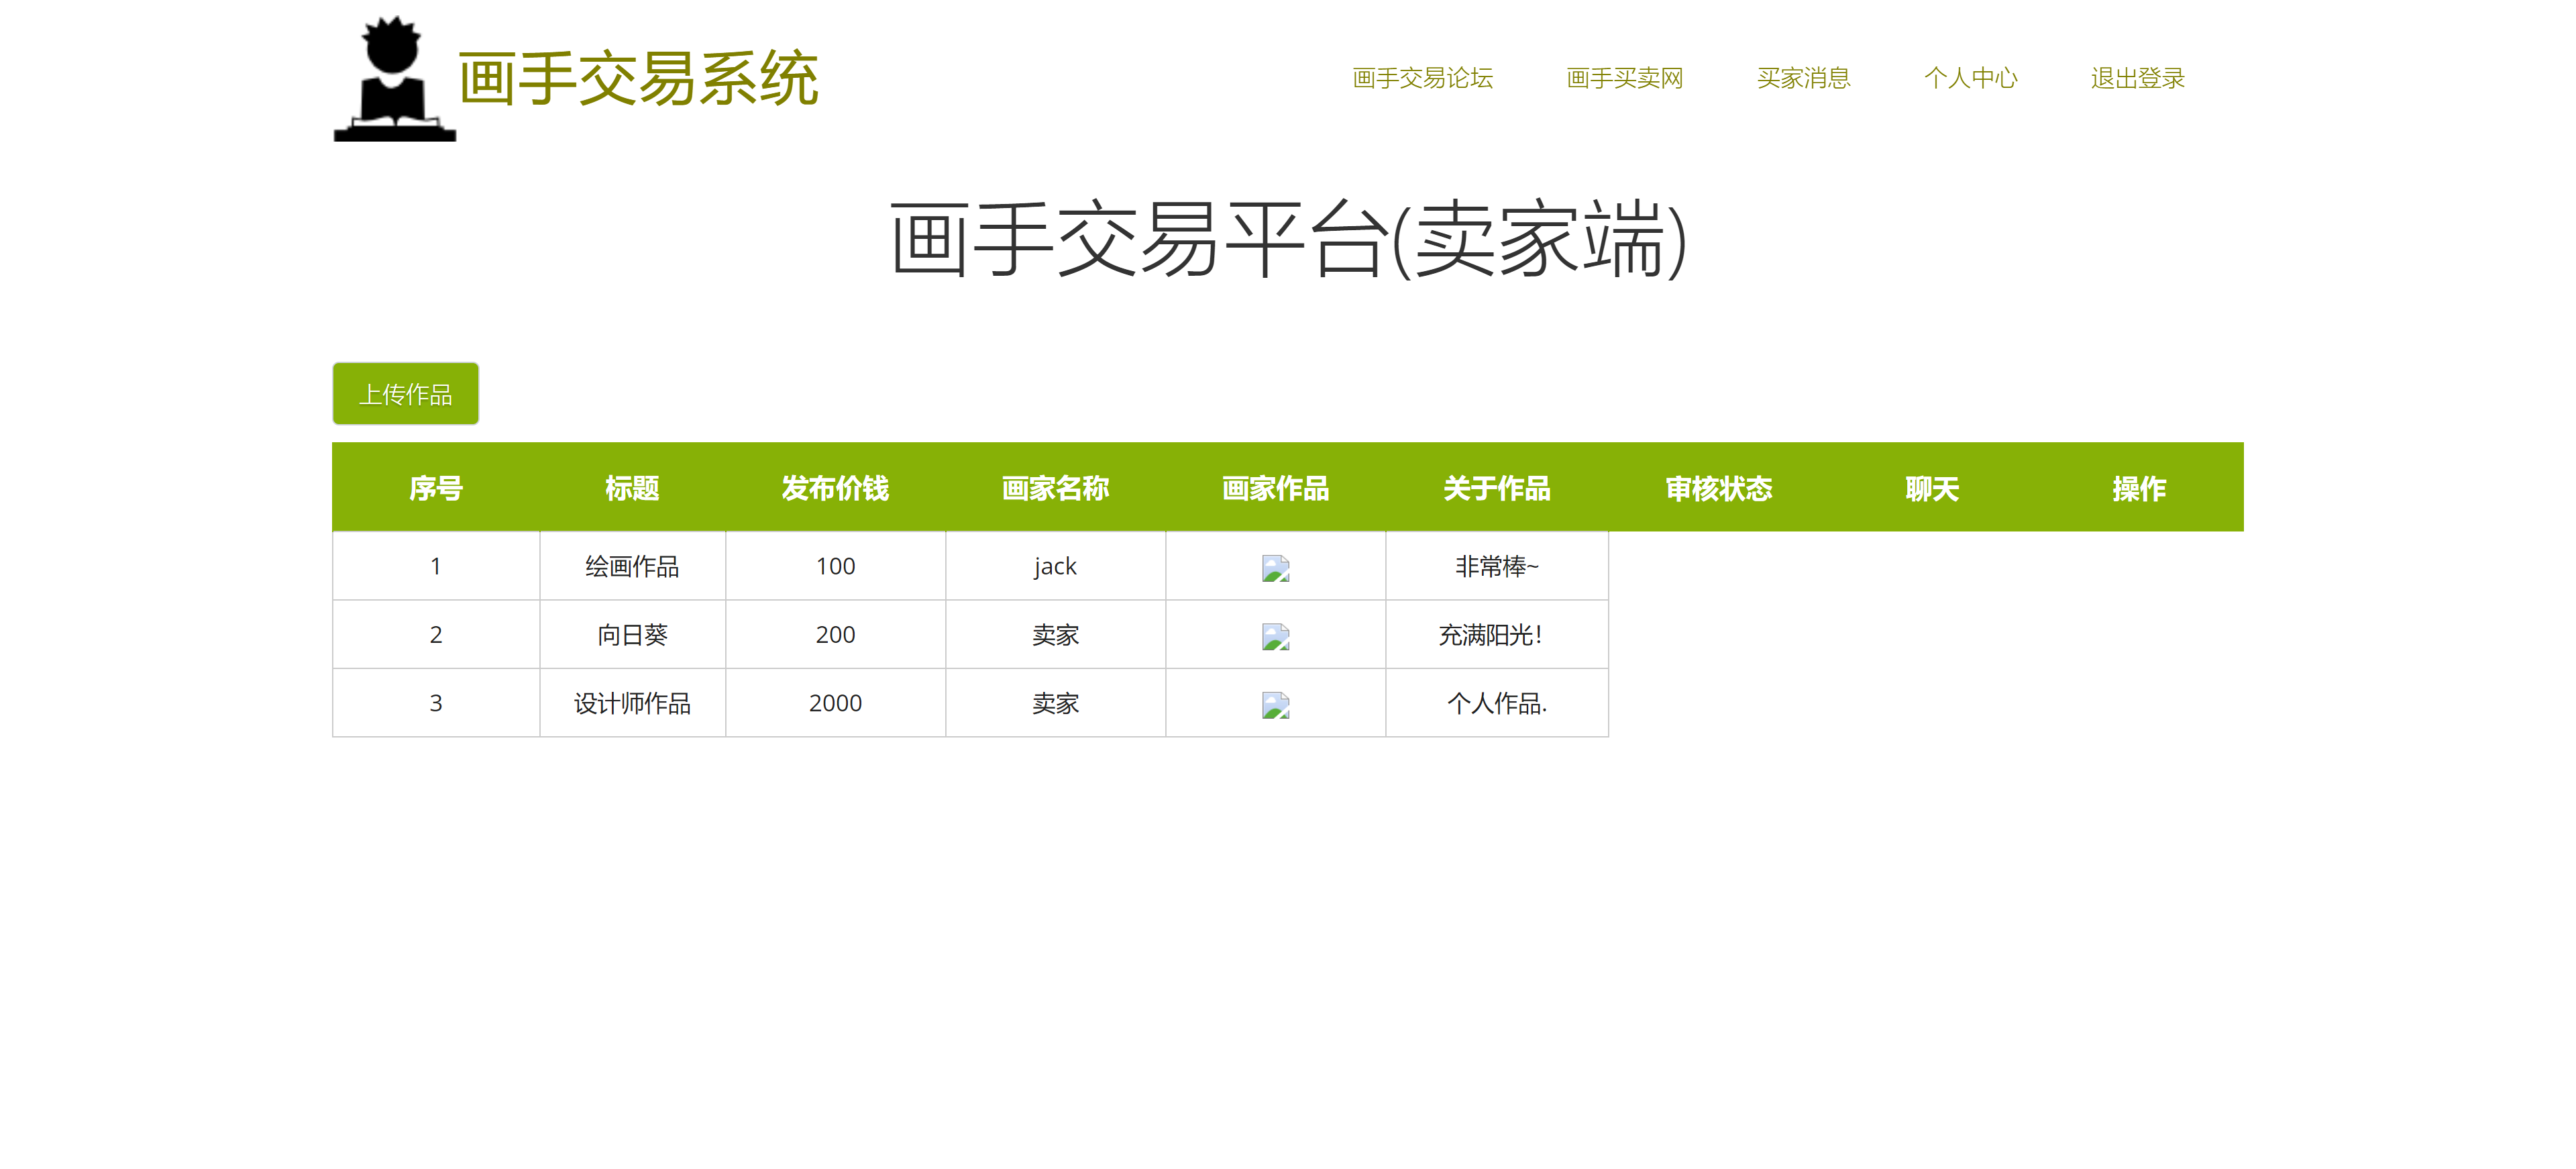 画手交易系统
画手交易论坛 画手买卖网 买家消息 个人中心 退出登录
画手交易平台(卖家端)
上传作品
序号 标题 发布价钱 画家名称 画家作品 关于作品 审核状态 聊天 操作
1 绘画作品 100 jack 非常棒~
2 向日葵 200 卖家 充满阳光！
3 设计师作品 2000 卖家 个人作品.